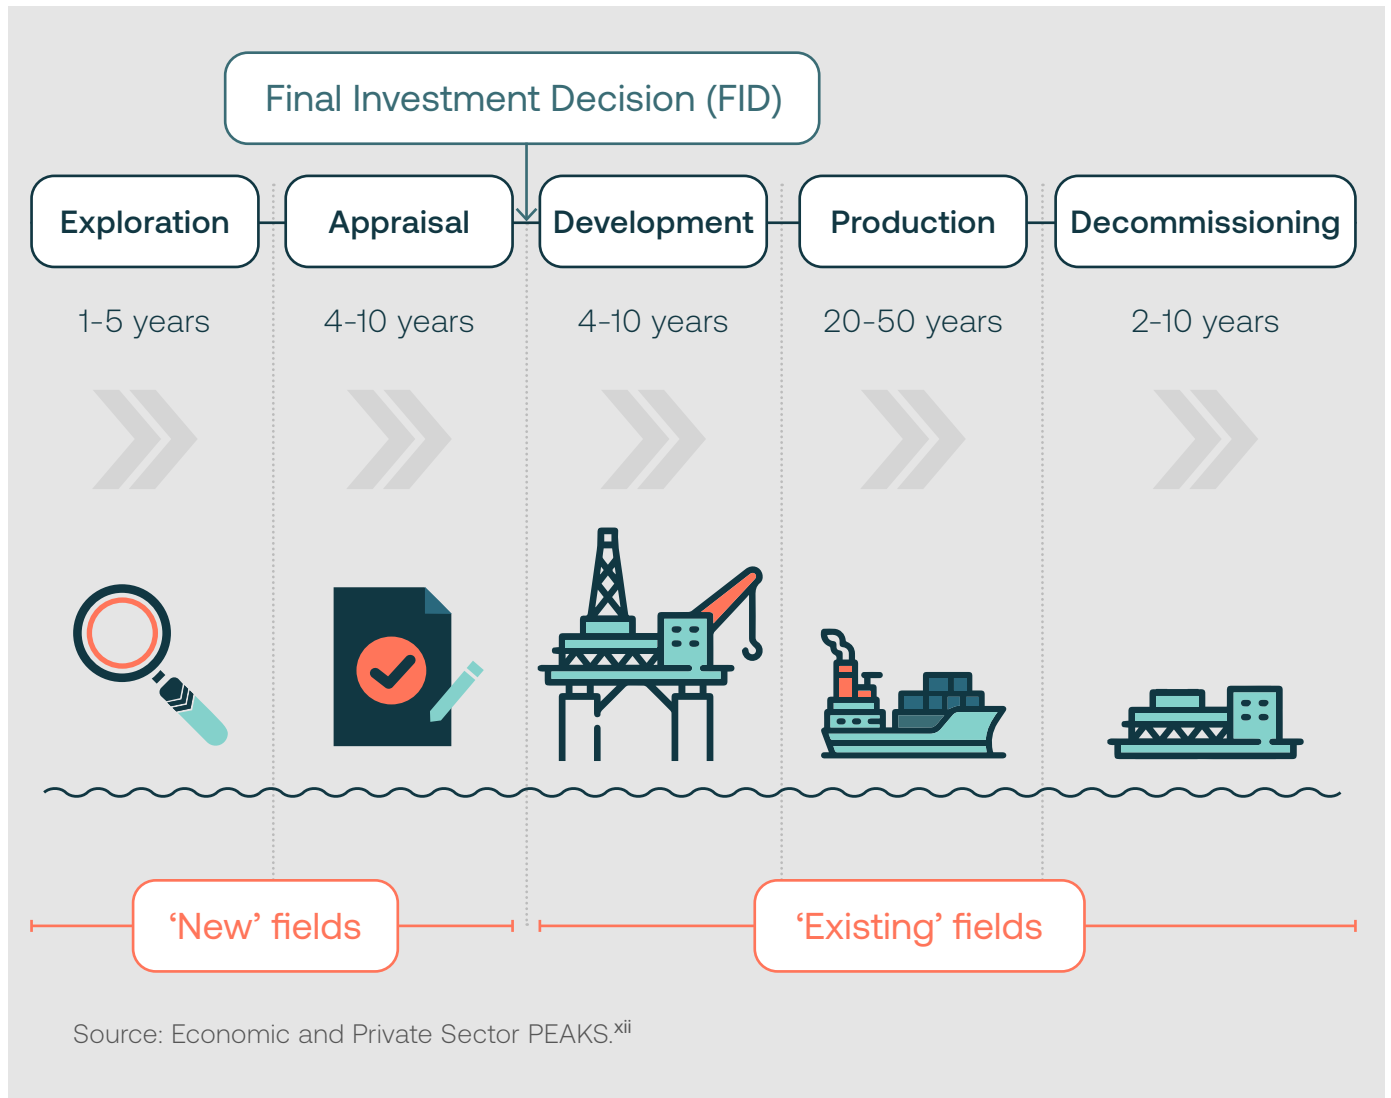 Final Investment Decision (FID)
Exploration
Appraisal
Development
Production
Decommissioning
1-5 years
4-10 years
4-10 years
20-50 years
2-10 years
‘New’ fields
‘Existing’ fields
Source: Economic and Private Sector PEAKS.xii